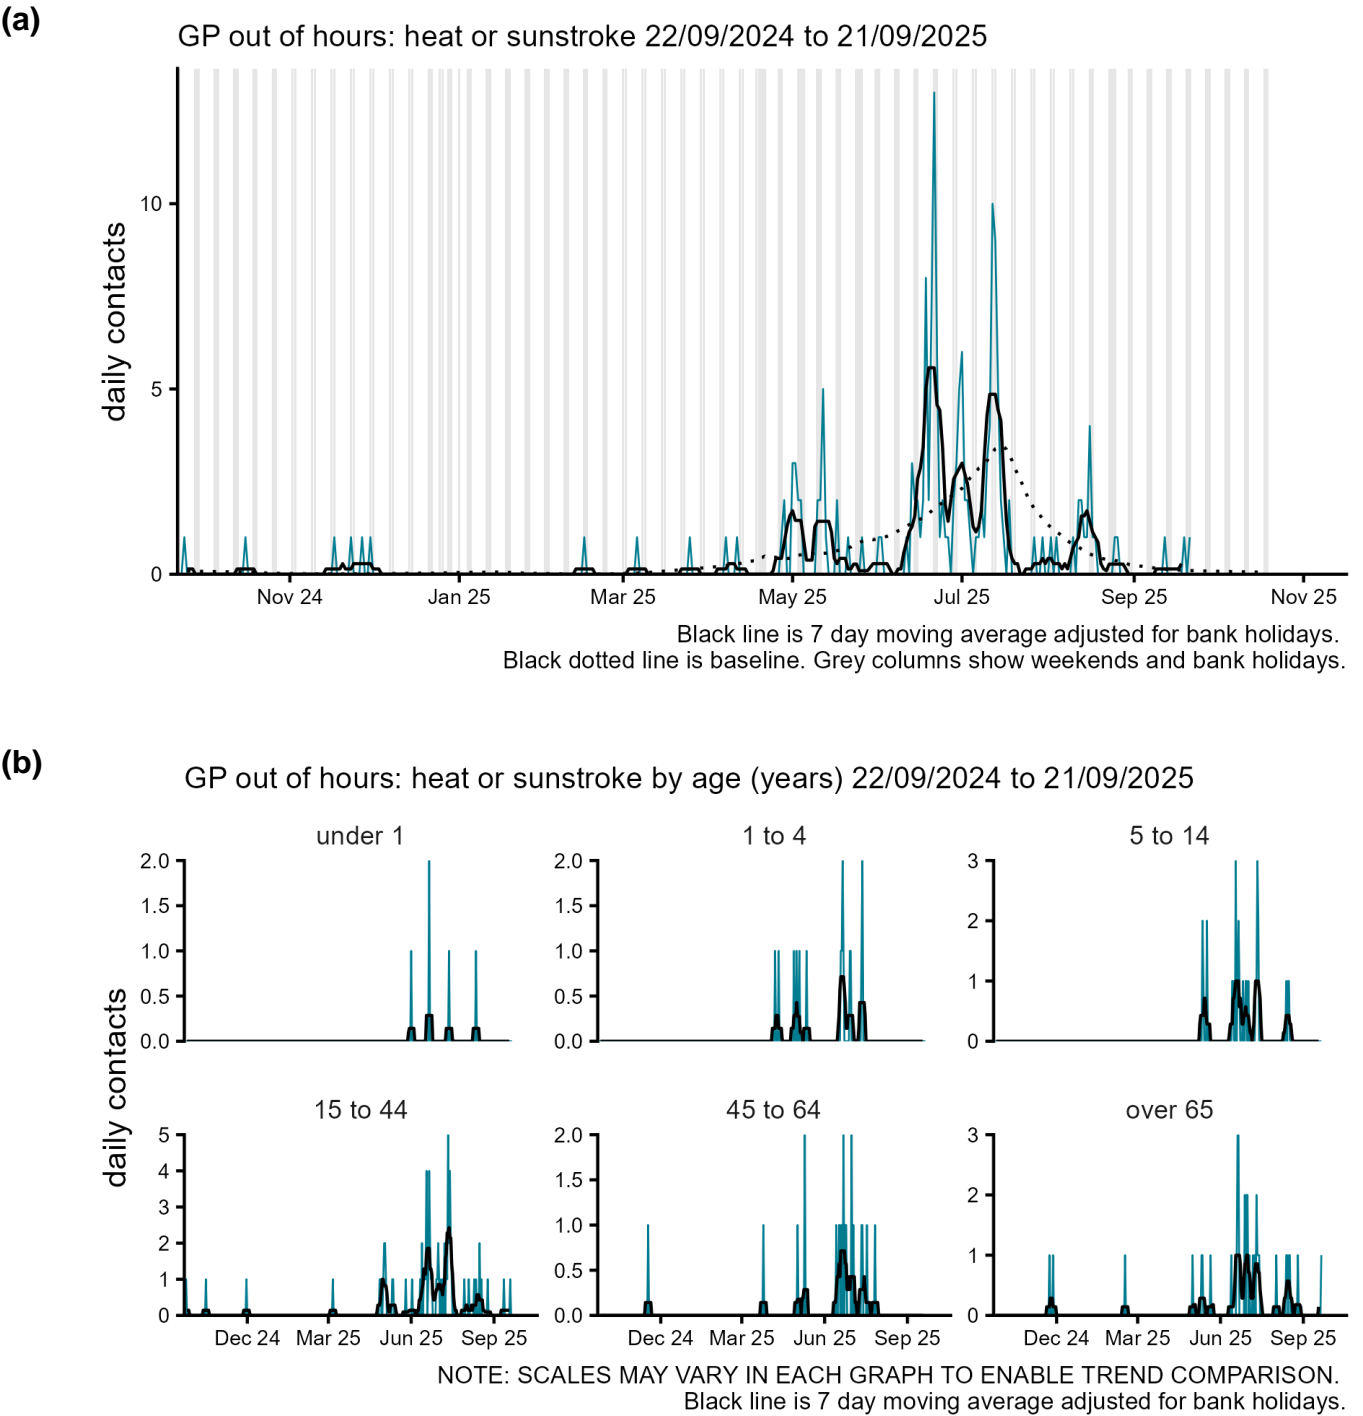 (a)
GP out of hours: heat or sunstroke 22/09/2024 to 21/09/2025
daily contacts
10
5
0
Nov 24 Jan 25 Mar 25 May 25 Jul 25 Sep 25 Nov 25
Black line is 7 day moving average adjusted for bank holidays.
Black dotted line is baseline. Grey columns show weekends and bank holidays.
(b)
GP out of hours: heat or sunstroke by age (years) 22/09/2024 to 21/09/2025
daily contacts
under 1
2.0
1.5
1.0
0.5
0.0
1 to 4
2.0
1.5
1.0
0.5
0.0
5 to 14
3
2
1
0
15 to 44
5
4
3
2
1
0
Dec 24 Mar 25 Jun 25 Sep 25
45 to 64
2.0
1.5
1.0
0.5
0.0
Dec 24 Mar 25 Jun 25 Sep 25
over 65
3
2
1
0
Dec 24 Mar 25 Jun 25 Sep 25
NOTE: SCALES MAY VARY IN EACH GRAPH TO ENABLE TREND COMPARISON.
Black line is 7 day moving average adjusted for bank holidays.